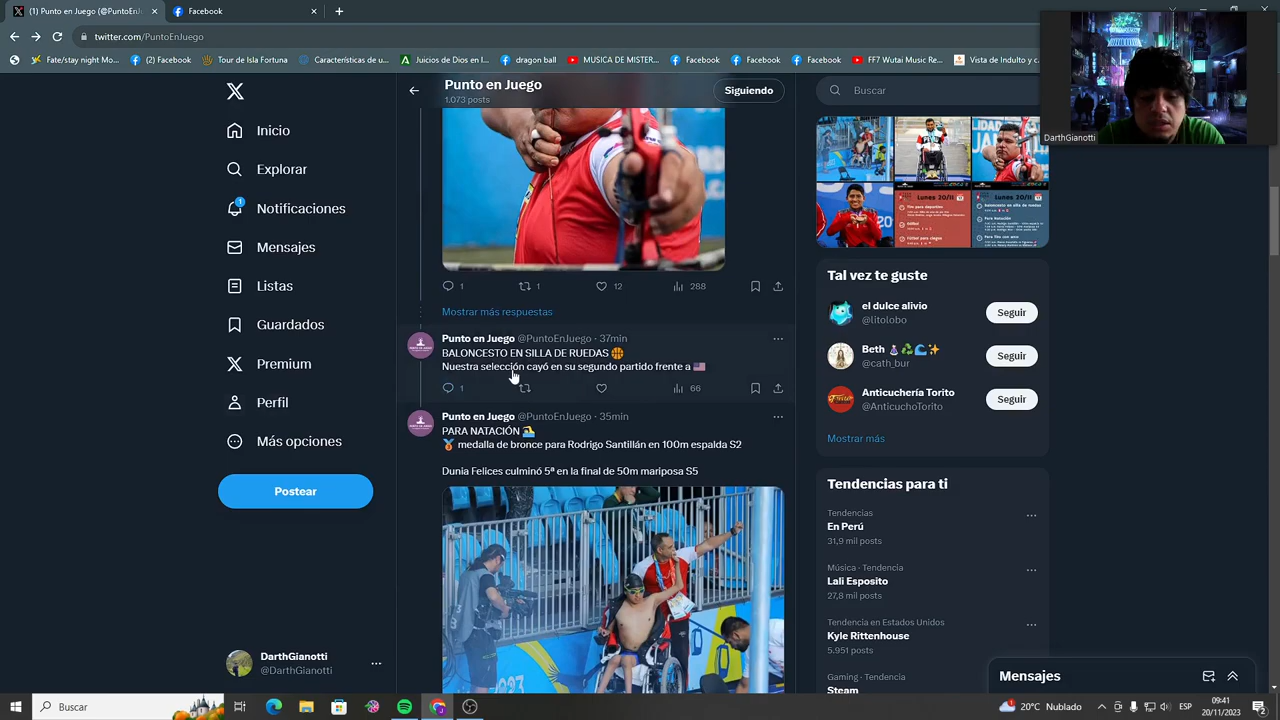 (1) Punto en Juego (@PuntoEnJ
Facebook
twitter.com/PuntoEnJuego
Fate/stay night Mo...
(2) Facebook
Tour de Isla Fortuna
Características de u...
Juicios de Dios en I...
dragon ball
MUSICA DE MISTER...
Facebook
Facebook
Facebook
FF7 Wutai Music Re...
Vista de Indulto y c
DarthGianotti
X
Inicio
Explorar
Notificaciones
Mensajes
Listas
Guardados
Premium
Perfil
Más opciones
Postear
DarthGianotti
@DarthGianotti
Punto en Juego
1.073 posts
Siguiendo
1
1
12
288
Mostrar más respuestas
Punto en Juego @PuntoEnJuego · 37min
BALONCESTO EN SILLA DE RUEDAS 🏀
Nuestra selección cayó en su segundo partido frente a 🇺🇸
1
66
Punto en Juego @PuntoEnJuego · 35min
PARA NATACIÓN 🏊
🥉 medalla de bronce para Rodrigo Santillán en 100m espalda S2
Dunia Felices culminó 5ª en la final de 50m mariposa S5
Buscar
Lunes 20/11
Lunes 20/11
Tal vez te guste
el dulce alivio
@litolobo
Seguir
Beth
@cath_bur
Seguir
Anticuchería Torito
@AnticuchoTorito
Seguir
Mostrar más
Tendencias para ti
Tendencias
En Perú
31,9 mil posts
Música · Tendencia
Lali Esposito
27,8 mil posts
Tendencia en Estados Unidos
Kyle Rittenhouse
5.951 posts
Gaming · Tendencia
Steam
Mensajes
Buscar
20°C Nublado
ESP
09:41
20/11/2023
2